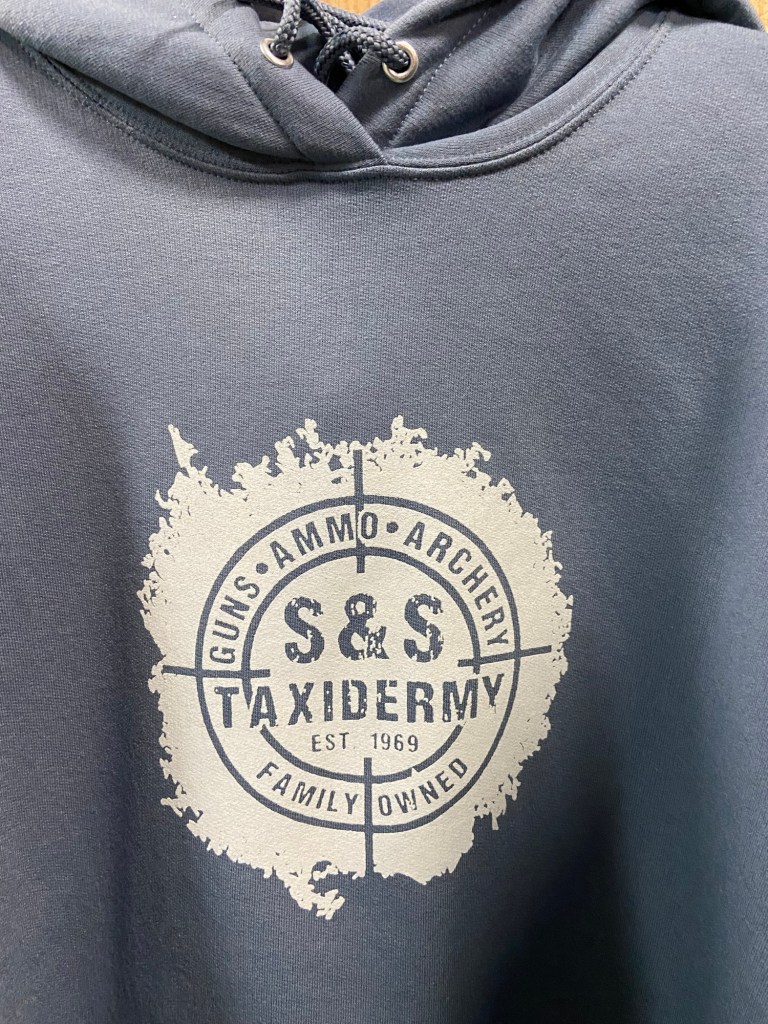 GUNS•AMMO•ARCHERY
S&S
TAXIDERMY
EST. 1969
FAMILY OWNED